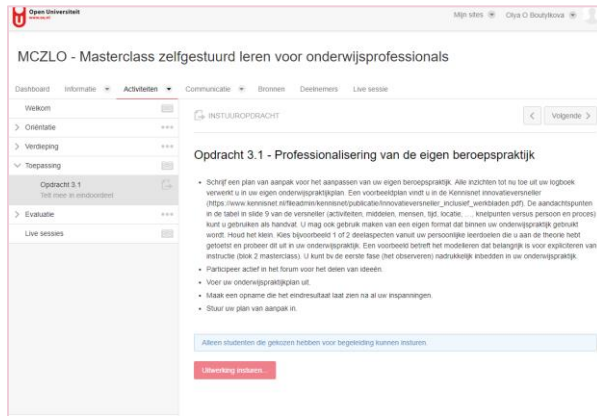 Open Universiteit
www.ou.nl
Mijn sites
Olya O Boutylkova
MCZLO - Masterclass zelfgestuurd leren voor onderwijsprofessionals
Dashboard Informatie Activiteiten Communicatie Bronnen Deelnemers Live sessie
Welkom
Oriëntatie
Verdieping
Toepassing
Opdracht 3.1
Telt mee in eindoordeel
Evaluatie
Live sessies
INSTUUROPDRACHT
Volgende
Opdracht 3.1 - Professionalisering van de eigen beroepspraktijk
• Schrijf een plan van aanpak voor het aanpassen van uw eigen beroepspraktijk. Alle inzichten tot nu toe uit uw logboek
verwerkt u in uw eigen onderwijspraktijkplan. Een voorbeeldplan vindt u in de Kennisnet innovatieversneller
(https://www.kennisnet.nl/fileadmin/kennisnet/publicatie/innovatieversneller_inclusief_werkbladen.pdf). De aandachtspunten
in de tabel in slide 9 van de versneller (activiteiten, middelen, mensen, tijd, locatie, ..., knelpunten versus persoon en proces)
kunt u gebruiken als handvat. U mag ook gebruik maken van een eigen format dat binnen uw onderwijspraktijk gebruikt
wordt. Houd het klein. Kies bijvoorbeeld 1 of 2 deelaspecten vanuit uw persoonlijke leerdoelen die u aan de theorie hebt
getoetst en probeer dit uit in uw onderwijspraktijk. Een voorbeeld betreft het modelleren dat belangrijk is voor expliciteren van
instructie (blok 2 masterclass). U kunt bv de eerste fase (het observeren) nadrukkelijk inbedden in uw onderwijspraktijk.
• Participeer actief in het forum voor het delen van ideeën.
• Voer uw onderwijspraktijkplan uit.
• Maak een opname die het eindresultaat laat zien na al uw inspanningen.
• Stuur uw plan van aanpak in.
Alleen studenten die gekozen hebben voor begeleiding kunnen insturen.
Uitwerking insturen...